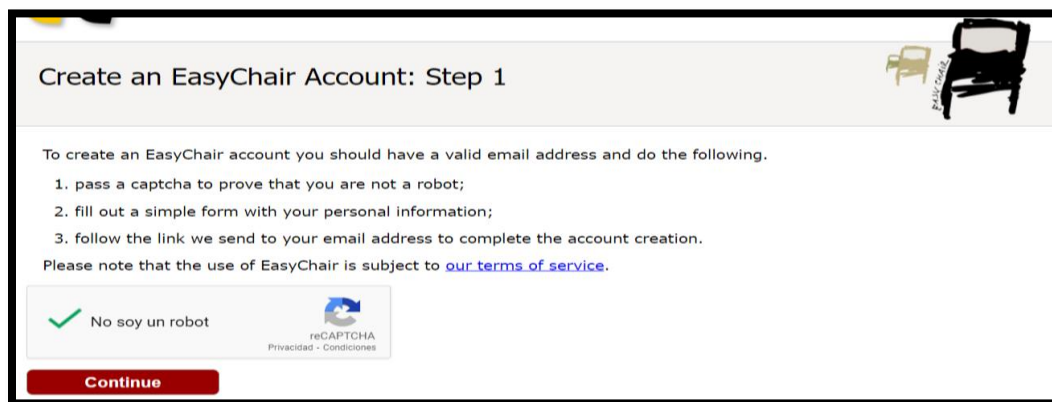 Create an EasyChair Account: Step 1
EASY CHAIR
To create an EasyChair account you should have a valid email address and do the following.
1. pass a captcha to prove that you are not a robot;
2. fill out a simple form with your personal information;
3. follow the link we send to your email address to complete the account creation.
Please note that the use of EasyChair is subject to our terms of service.
No soy un robot
reCAPTCHA
Privacidad - Condiciones
Continue